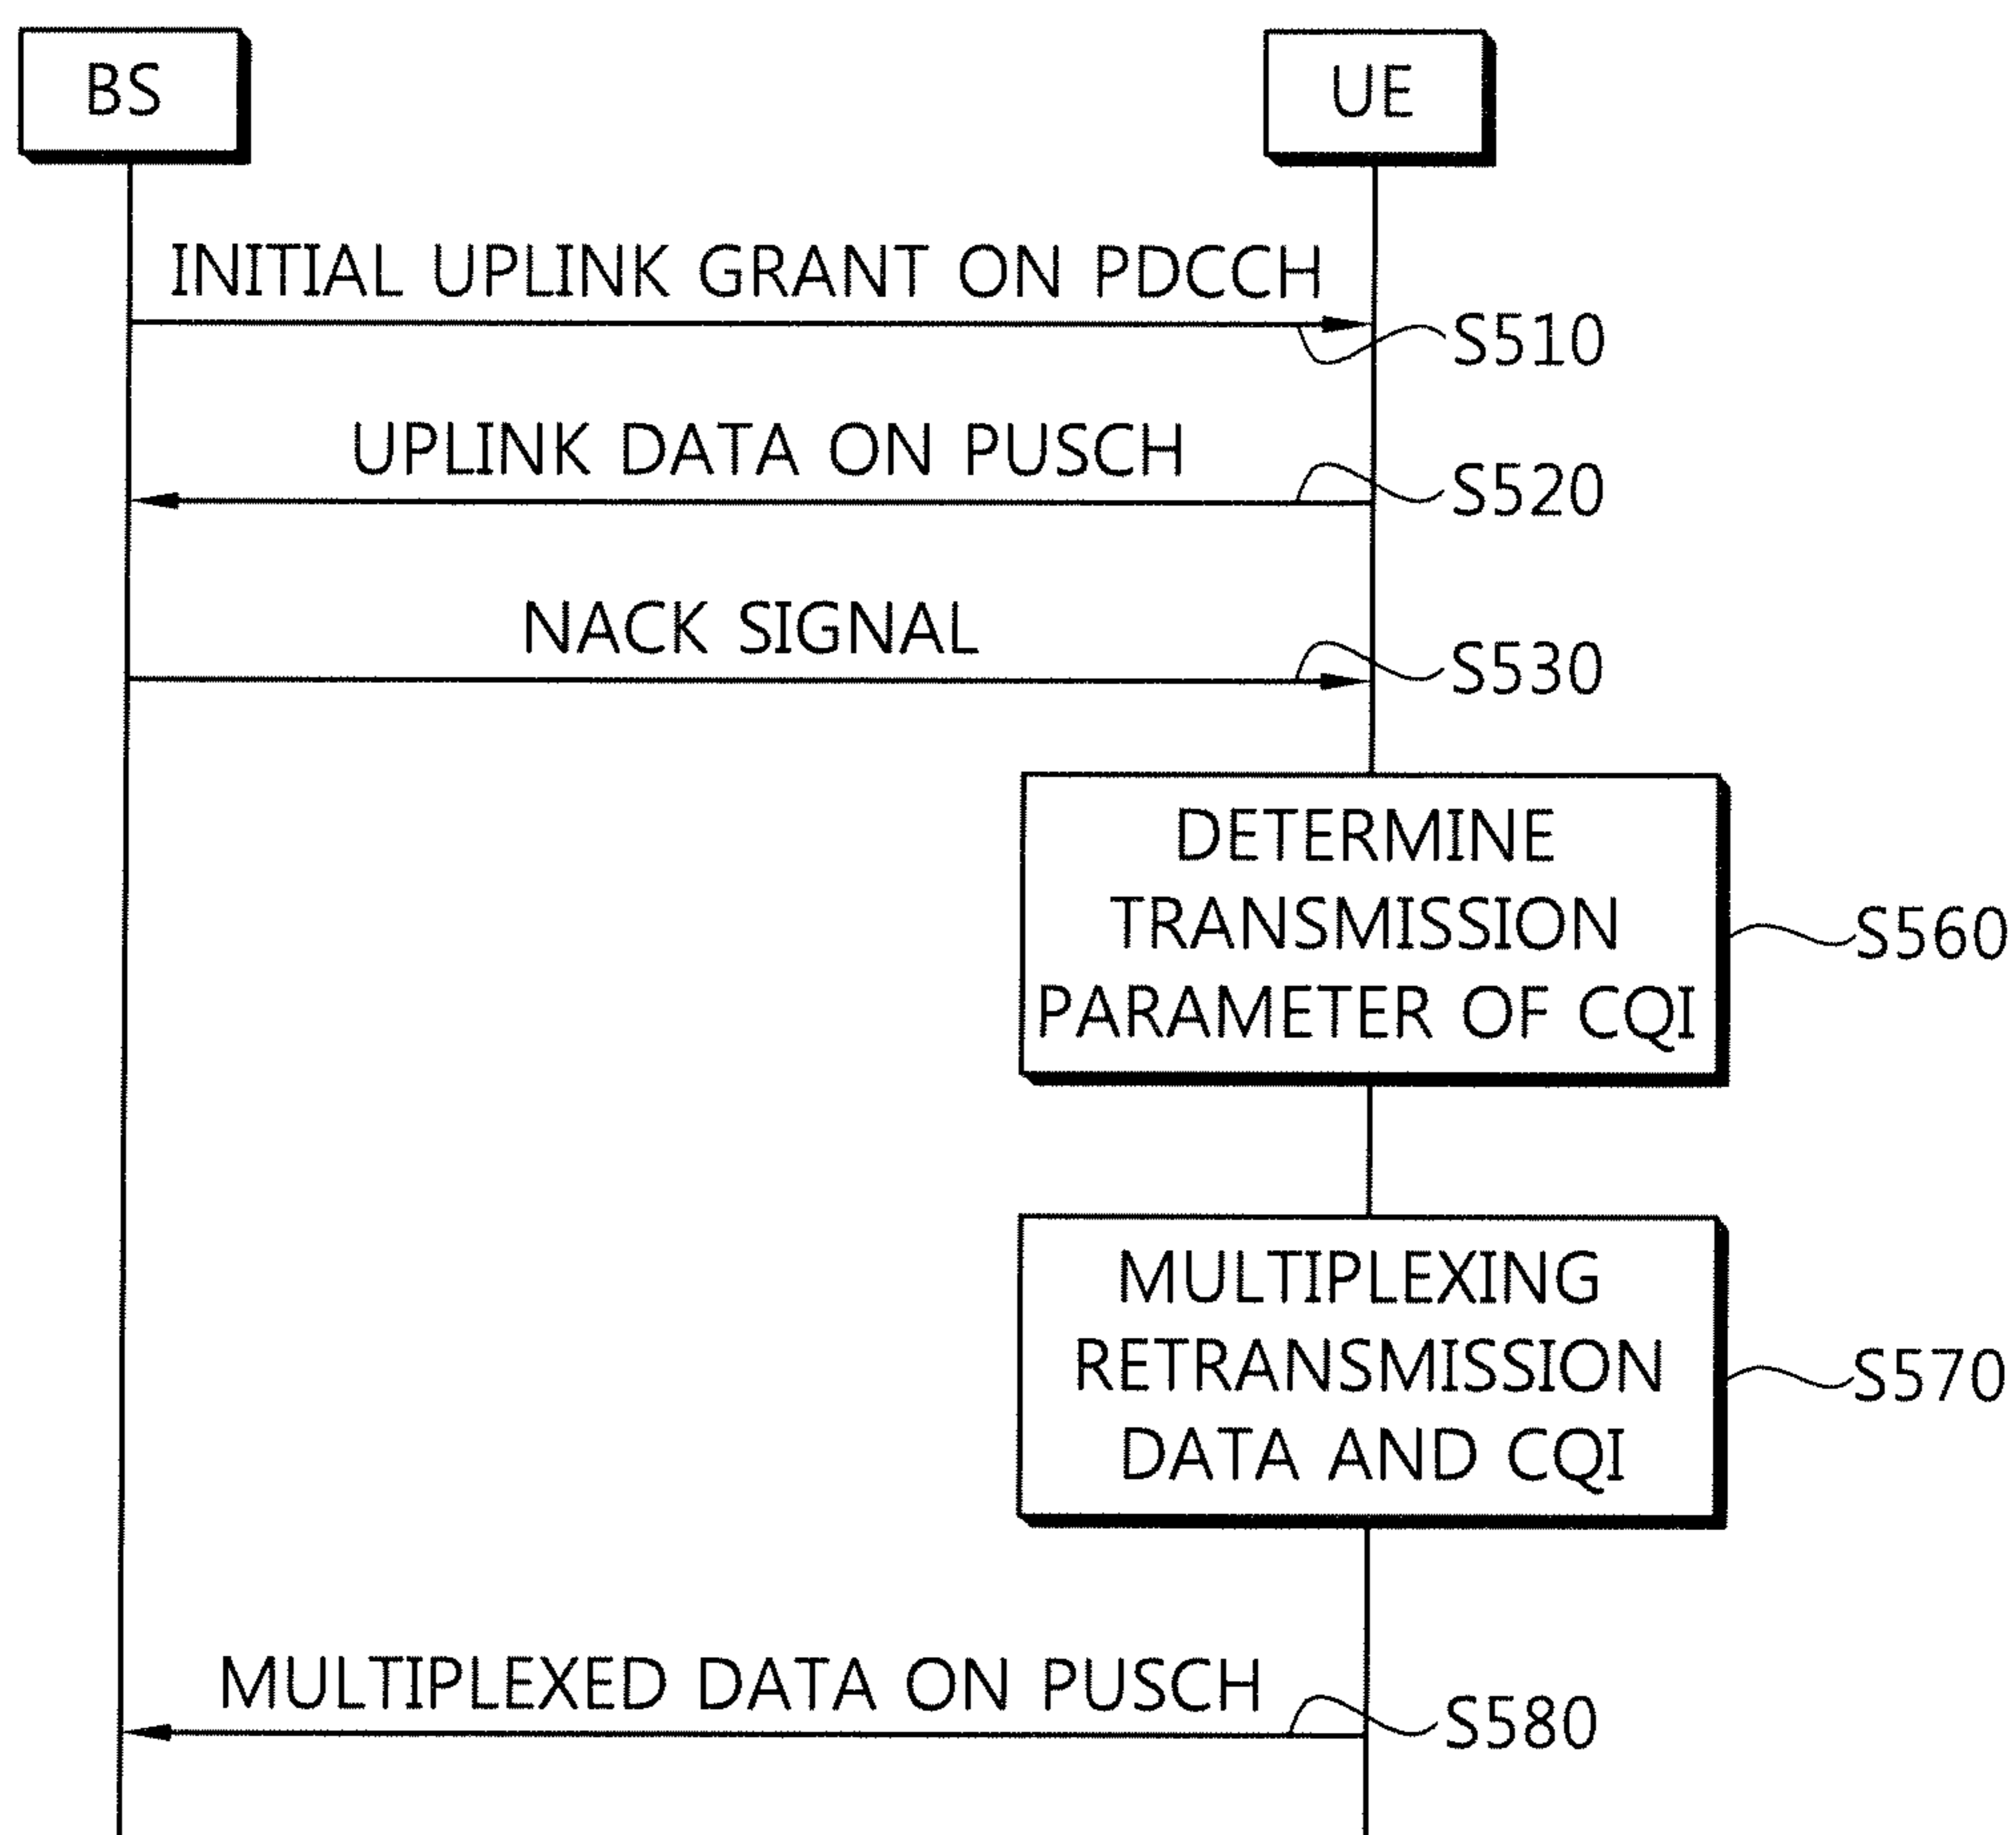 BS
UE
INITIAL UPLINK GRANT ON PDCCH
S510
UPLINK DATA ON PUSCH
S520
NACK SIGNAL
S530
DETERMINE
TRANSMISSION
PARAMETER OF CQI
S560
MULTIPLEXING
RETRANSMISSION
DATA AND CQI
S570
MULTIPLEXED DATA ON PUSCH
S580